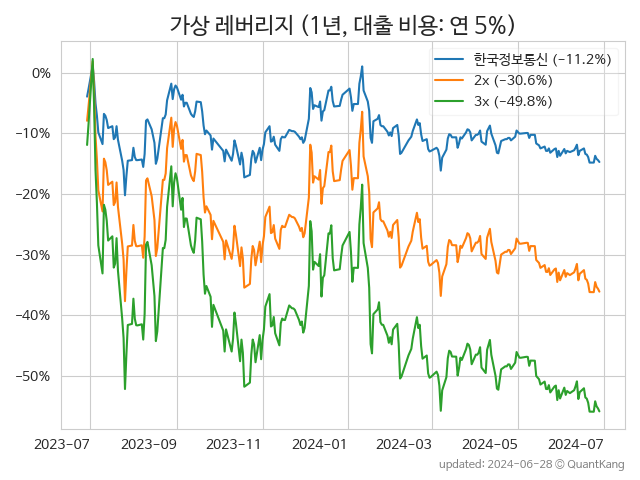 가상 레버리지 (1년, 대출 비용: 연 5%)
한국정보통신 (−11.2%)
2x (−30.6%)
3x (−49.8%)
0%
−10%
−20%
−30%
−40%
−50%
2023-07 2023-09 2023-11 2024-01 2024-03 2024-05 2024-07
updated: 2024-06-28 © QuantKang